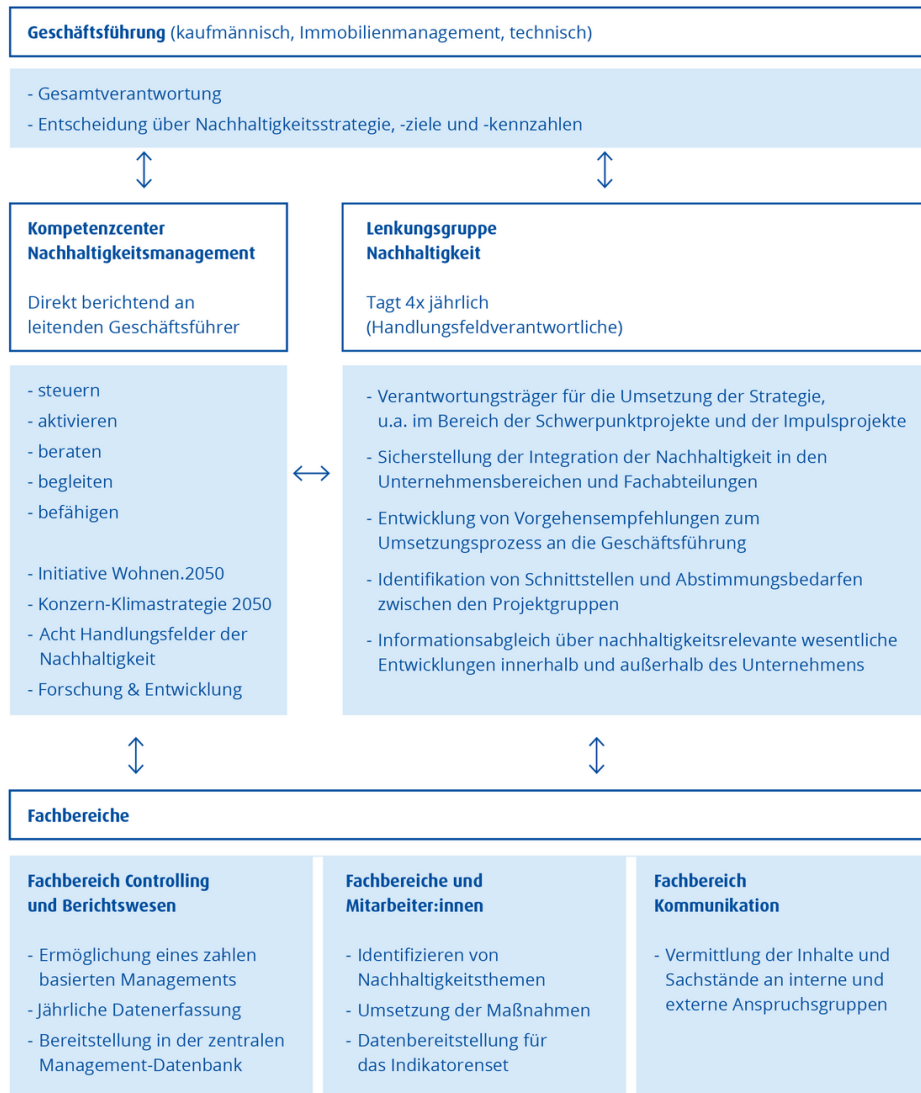 Geschäftsführung (kaufmännisch, Immobilienmanagement, technisch)
- Gesamtverantwortung
- Entscheidung über Nachhaltigkeitsstrategie, -ziele und -kennzahlen
Kompetenzcenter
Nachhaltigkeitsmanagement
Direkt berichtend an
leitenden Geschäftsführer
- steuern
- aktivieren
- beraten
- begleiten
- befähigen
- Initiative Wohnen.2050
- Konzern-Klimastrategie 2050
- Acht Handlungsfelder der
Nachhaltigkeit
- Forschung & Entwicklung
Lenkungsgruppe
Nachhaltigkeit
Tagt 4x jährlich
(Handlungsfeldverantwortliche)
- Verantwortungsträger für die Umsetzung der Strategie,
u.a. im Bereich der Schwerpunktprojekte und der Impulsprojekte
- Sicherstellung der Integration der Nachhaltigkeit in den
Unternehmensbereichen und Fachabteilungen
- Entwicklung von Vorgehensempfehlungen zum
Umsetzungsprozess an die Geschäftsführung
- Identifikation von Schnittstellen und Abstimmungsbedarfen
zwischen den Projektgruppen
- Informationsabgleich über nachhaltigkeitsrelevante wesentliche
Entwicklungen innerhalb und außerhalb des Unternehmens
Fachbereiche
Fachbereich Controlling
und Berichtswesen
- Ermöglichung eines zahlen
basierten Managements
- Jährliche Datenerfassung
- Bereitstellung in der zentralen
Management-Datenbank
Fachbereiche und
Mitarbeiter:innen
- Identifizieren von
Nachhaltigkeitsthemen
- Umsetzung der Maßnahmen
- Datenbereitstellung für
das Indikatorenset
Fachbereich
Kommunikation
- Vermittlung der Inhalte und
Sachstände an interne und
externe Anspruchsgruppen